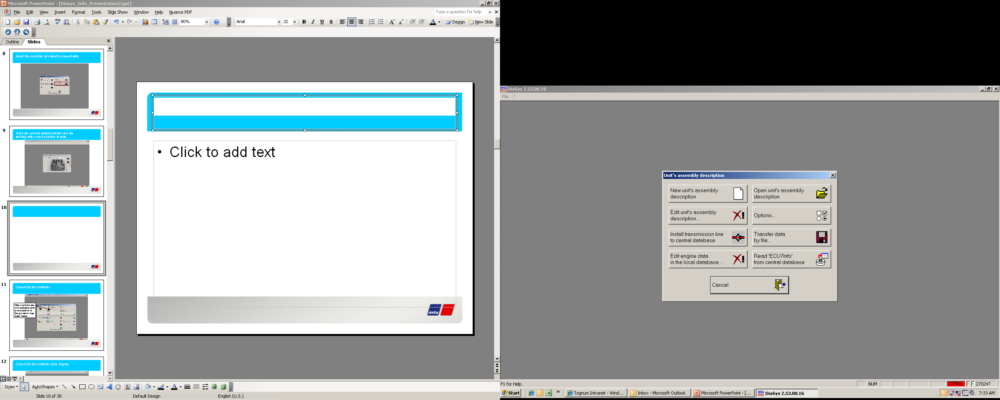 Microsoft PowerPoint - [Diasys_Info_Presentation2.ppt]
File Edit View Insert Format Tools Slide Show Window Help Nuance PDF
Type a question for help
90%
Arial
32
B I U S
A A A
Design
New Slide
Outline
Slides
8
Select the controller you want to connect with.
9
If you are not sure what controller you are
working with, select a picture to view.
10
11
Connect to the controller.
Many options are
not available until
a connection to
the governor has
been made.
12
Connect to the controller (One Engine)
• Click to add text
mtu
Draw
AutoShapes
Slide 10 of 30
Default Design
English (U.S.)
DiaSys 2.53.00.16
File ?
Unit's assembly description
New unit's assembly
description
Open unit's assembly
description
Edit unit's assembly
description...
Options...
Install transmission line
to central database
Transfer data
by file...
Edit engine data
in the local database...
Read 'ECU7Info'
from central database
Cancel
F1 for Help.
NUM
Offline
- -
270247
Start
Tognum Intranet - Wind...
Inbox - Microsoft Outlook
Microsoft PowerPoint - [...
DiaSys 2.53.00.16
7:33 AM